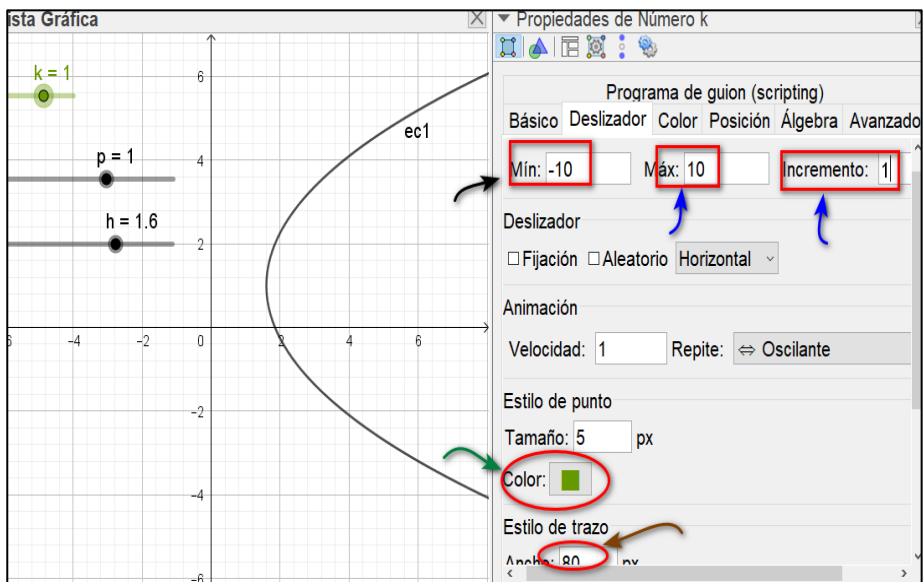 ista Gráfica
k = 1
p = 1
h = 1.6
ec1
6
4
2
-2
-4
-6
6 -4 -2 0 2 4 6
Propiedades de Número k
Programa de guion (scripting)
Básico Deslizador Color Posición Álgebra Avanzado
Mín: -10 Máx: 10 Incremento: 1
Deslizador
Fijación Aleatorio Horizontal
Animación
Velocidad: 1 Repite: ⇔ Oscilante
Estilo de punto
Tamaño: 5 px
Color:
Estilo de trazo
Ancho: 80 px